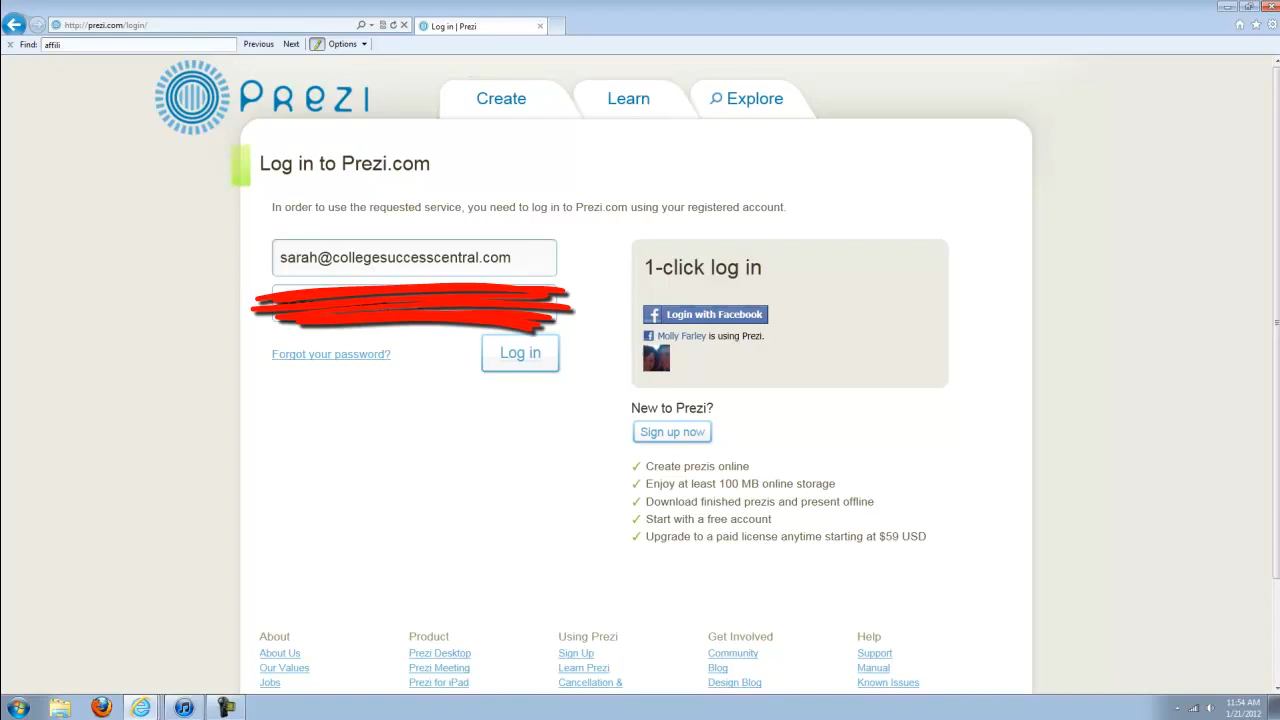 http://prezi.com/login/
Log in | Prezi
Find: affili
Previous Next Options
Prezi
Create Learn Explore
Log in to Prezi.com
In order to use the requested service, you need to log in to Prezi.com using your registered account.
sarah@collegesuccesscentral.com
Forgot your password?
Log in
1-click log in
Login with Facebook
Molly Farley is using Prezi.
New to Prezi?
Sign up now
✓ Create prezis online
✓ Enjoy at least 100 MB online storage
✓ Download finished prezis and present offline
✓ Start with a free account
✓ Upgrade to a paid license anytime starting at $59 USD
About Product Using Prezi Get Involved Help
About Us Prezi Desktop Sign Up Community Support
Our Values Prezi Meeting Learn Prezi Blog Manual
Jobs Prezi for iPad Cancellation & Design Blog Known Issues
11:54 AM
1/21/2012